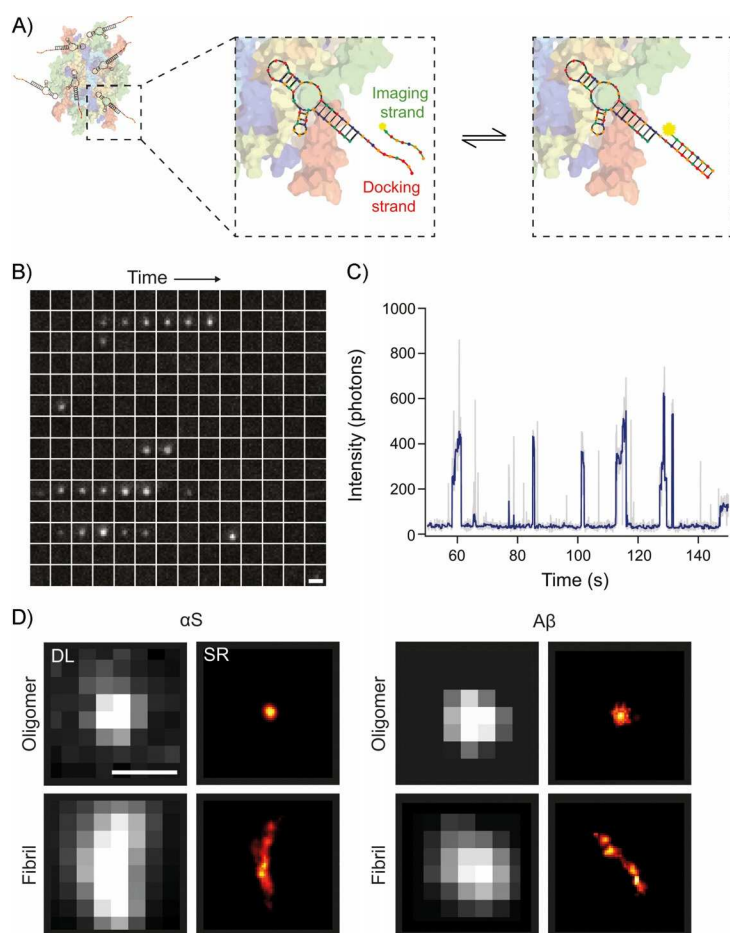 A)
Imaging
strand
Docking
strand
B)
Time
C)
1000
800
600
400
200
0
Intensity (photons)
60
80
100
120
140
Time (s)
D)
αS
Aβ
Oligomer
DL
SR
Fibril
Oligomer
Fibril